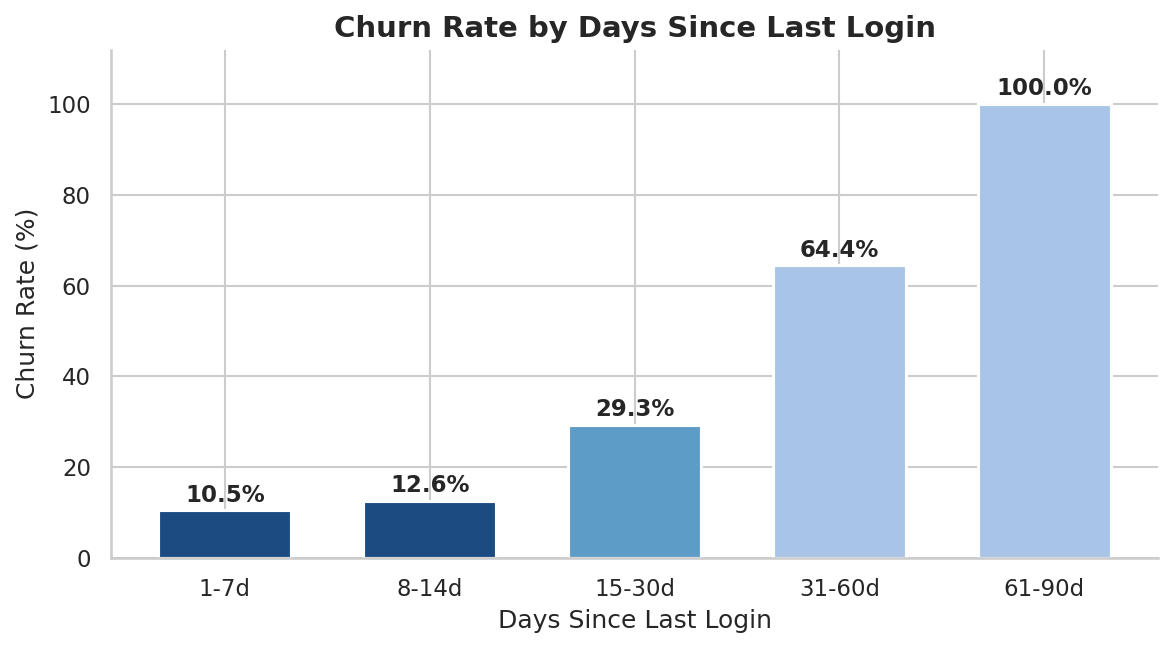 Churn Rate by Days Since Last Login
Churn Rate (%)
100
80
60
40
20
0
10.5%
12.6%
29.3%
64.4%
100.0%
1-7d
8-14d
15-30d
31-60d
61-90d
Days Since Last Login